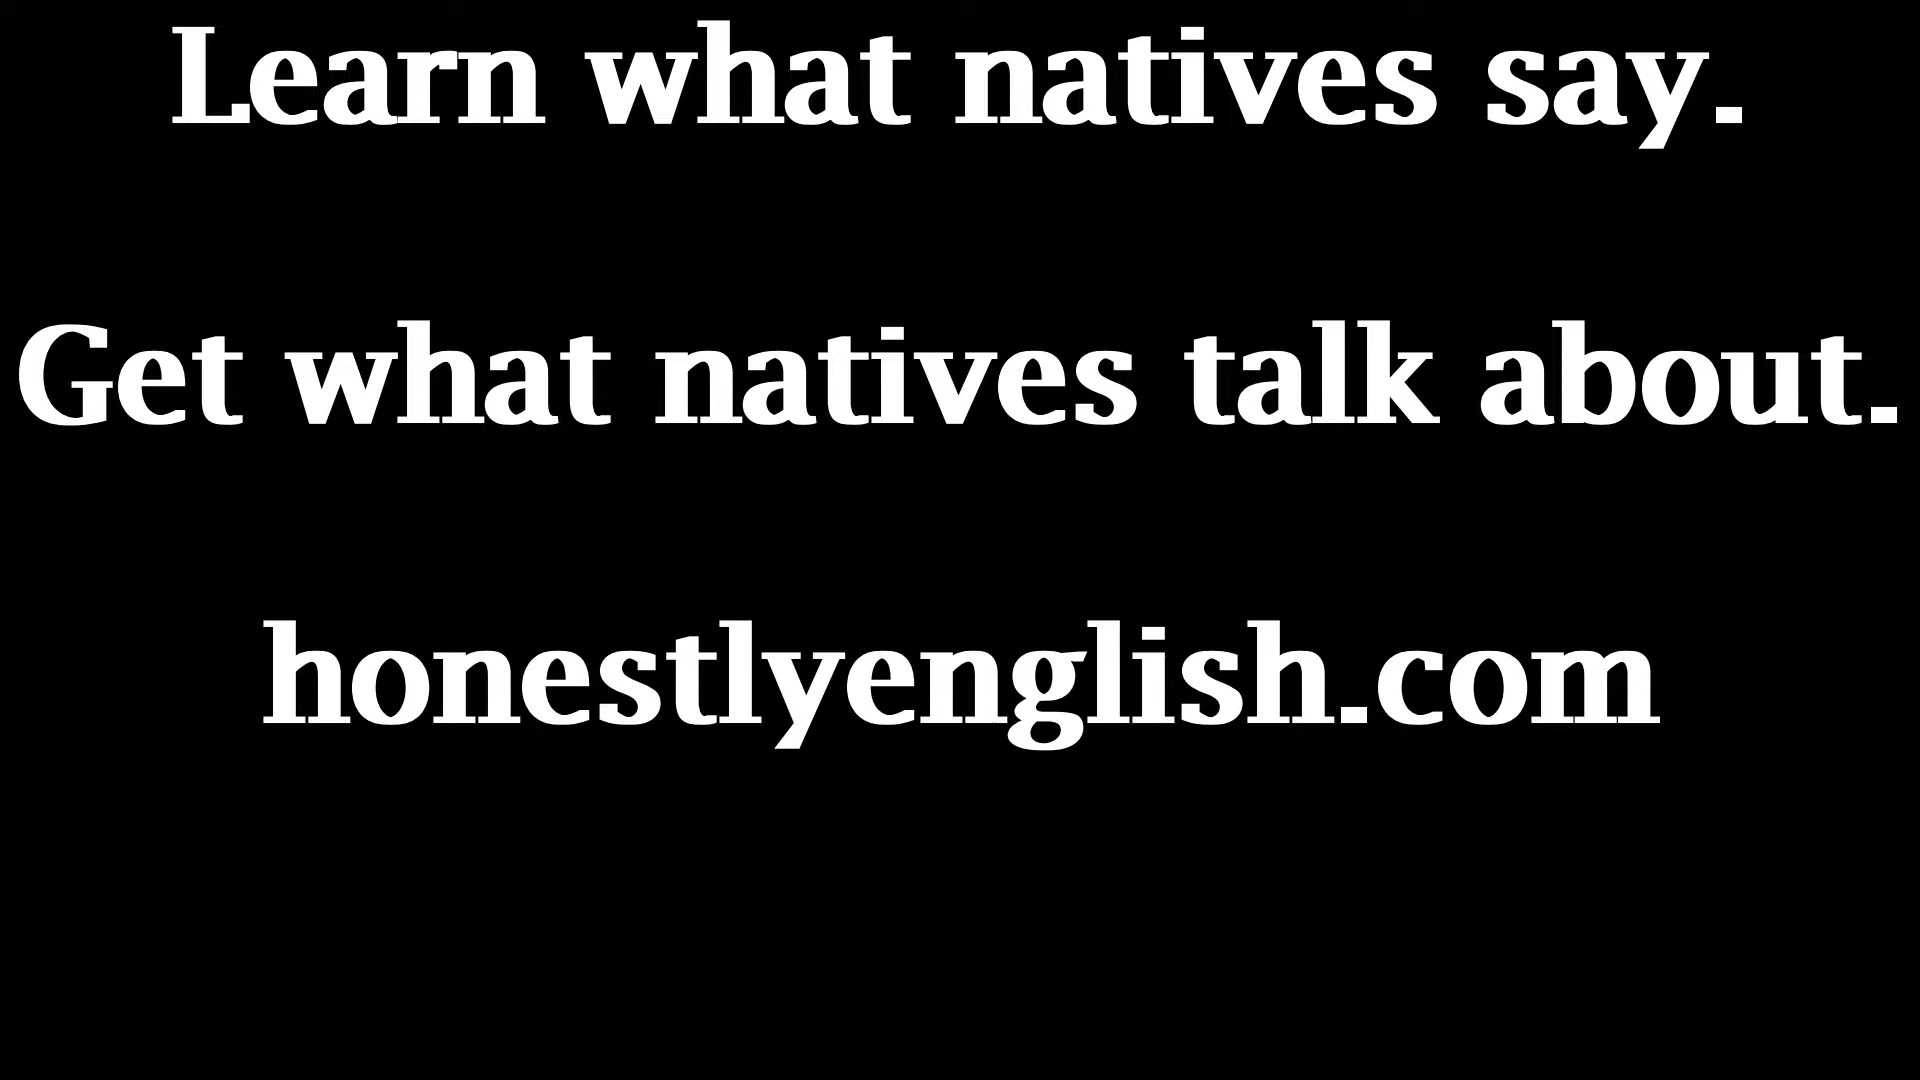 Learn what natives say.
Get what natives talk about.
honestlyenglish.com